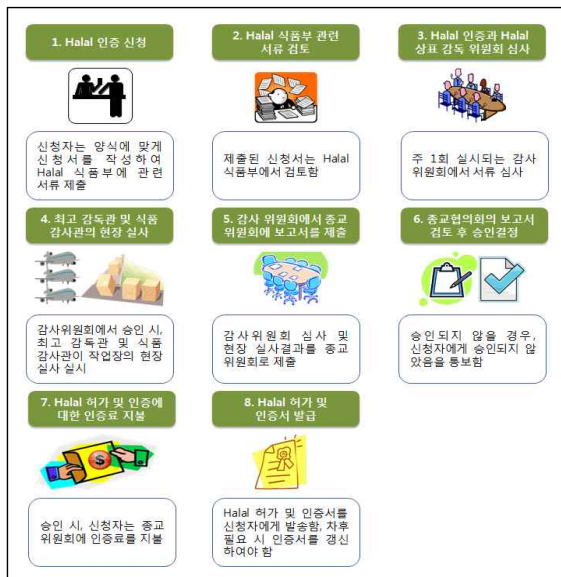 1. Halal 인증 신청
신청자는 양식에 맞게
신청서를 작성하여
Halal 식품부에 관련
서류 제출
2. Halal 식품부 관련
서류 검토
제출된 신청서는 Halal
식품부에서 검토함
3. Halal 인증과 Halal
상표 감독 위원회 심사
주 1회 실시되는 감사
위원회에서 서류 심사
4. 최고 감독관 및 식품
감사관의 현장 실사
감사위원회에서 승인 시,
최고 감독관 및 식품
감사관이 작업장의 현장
실사 실시
5. 감사 위원회에서 종교
위원회에 보고서를 제출
감사위원회 심사 및
현장 실사결과를 종교
위원회로 제출
6. 종교협의회의 보고서
검토 후 승인결정
승인되지 않을 경우,
신청자에게 승인되지 않
았음을 통보함
7. Halal 허가 및 인증에
대한 인증료 지불
승인 시, 신청자는 종교
위원회에 인증료를 지불
8. Halal 허가 및
인증서 발급
Halal 허가 및 인증서를
신청자에게 발송함, 차후
필요 시 인증서를 갱신
하여야 함